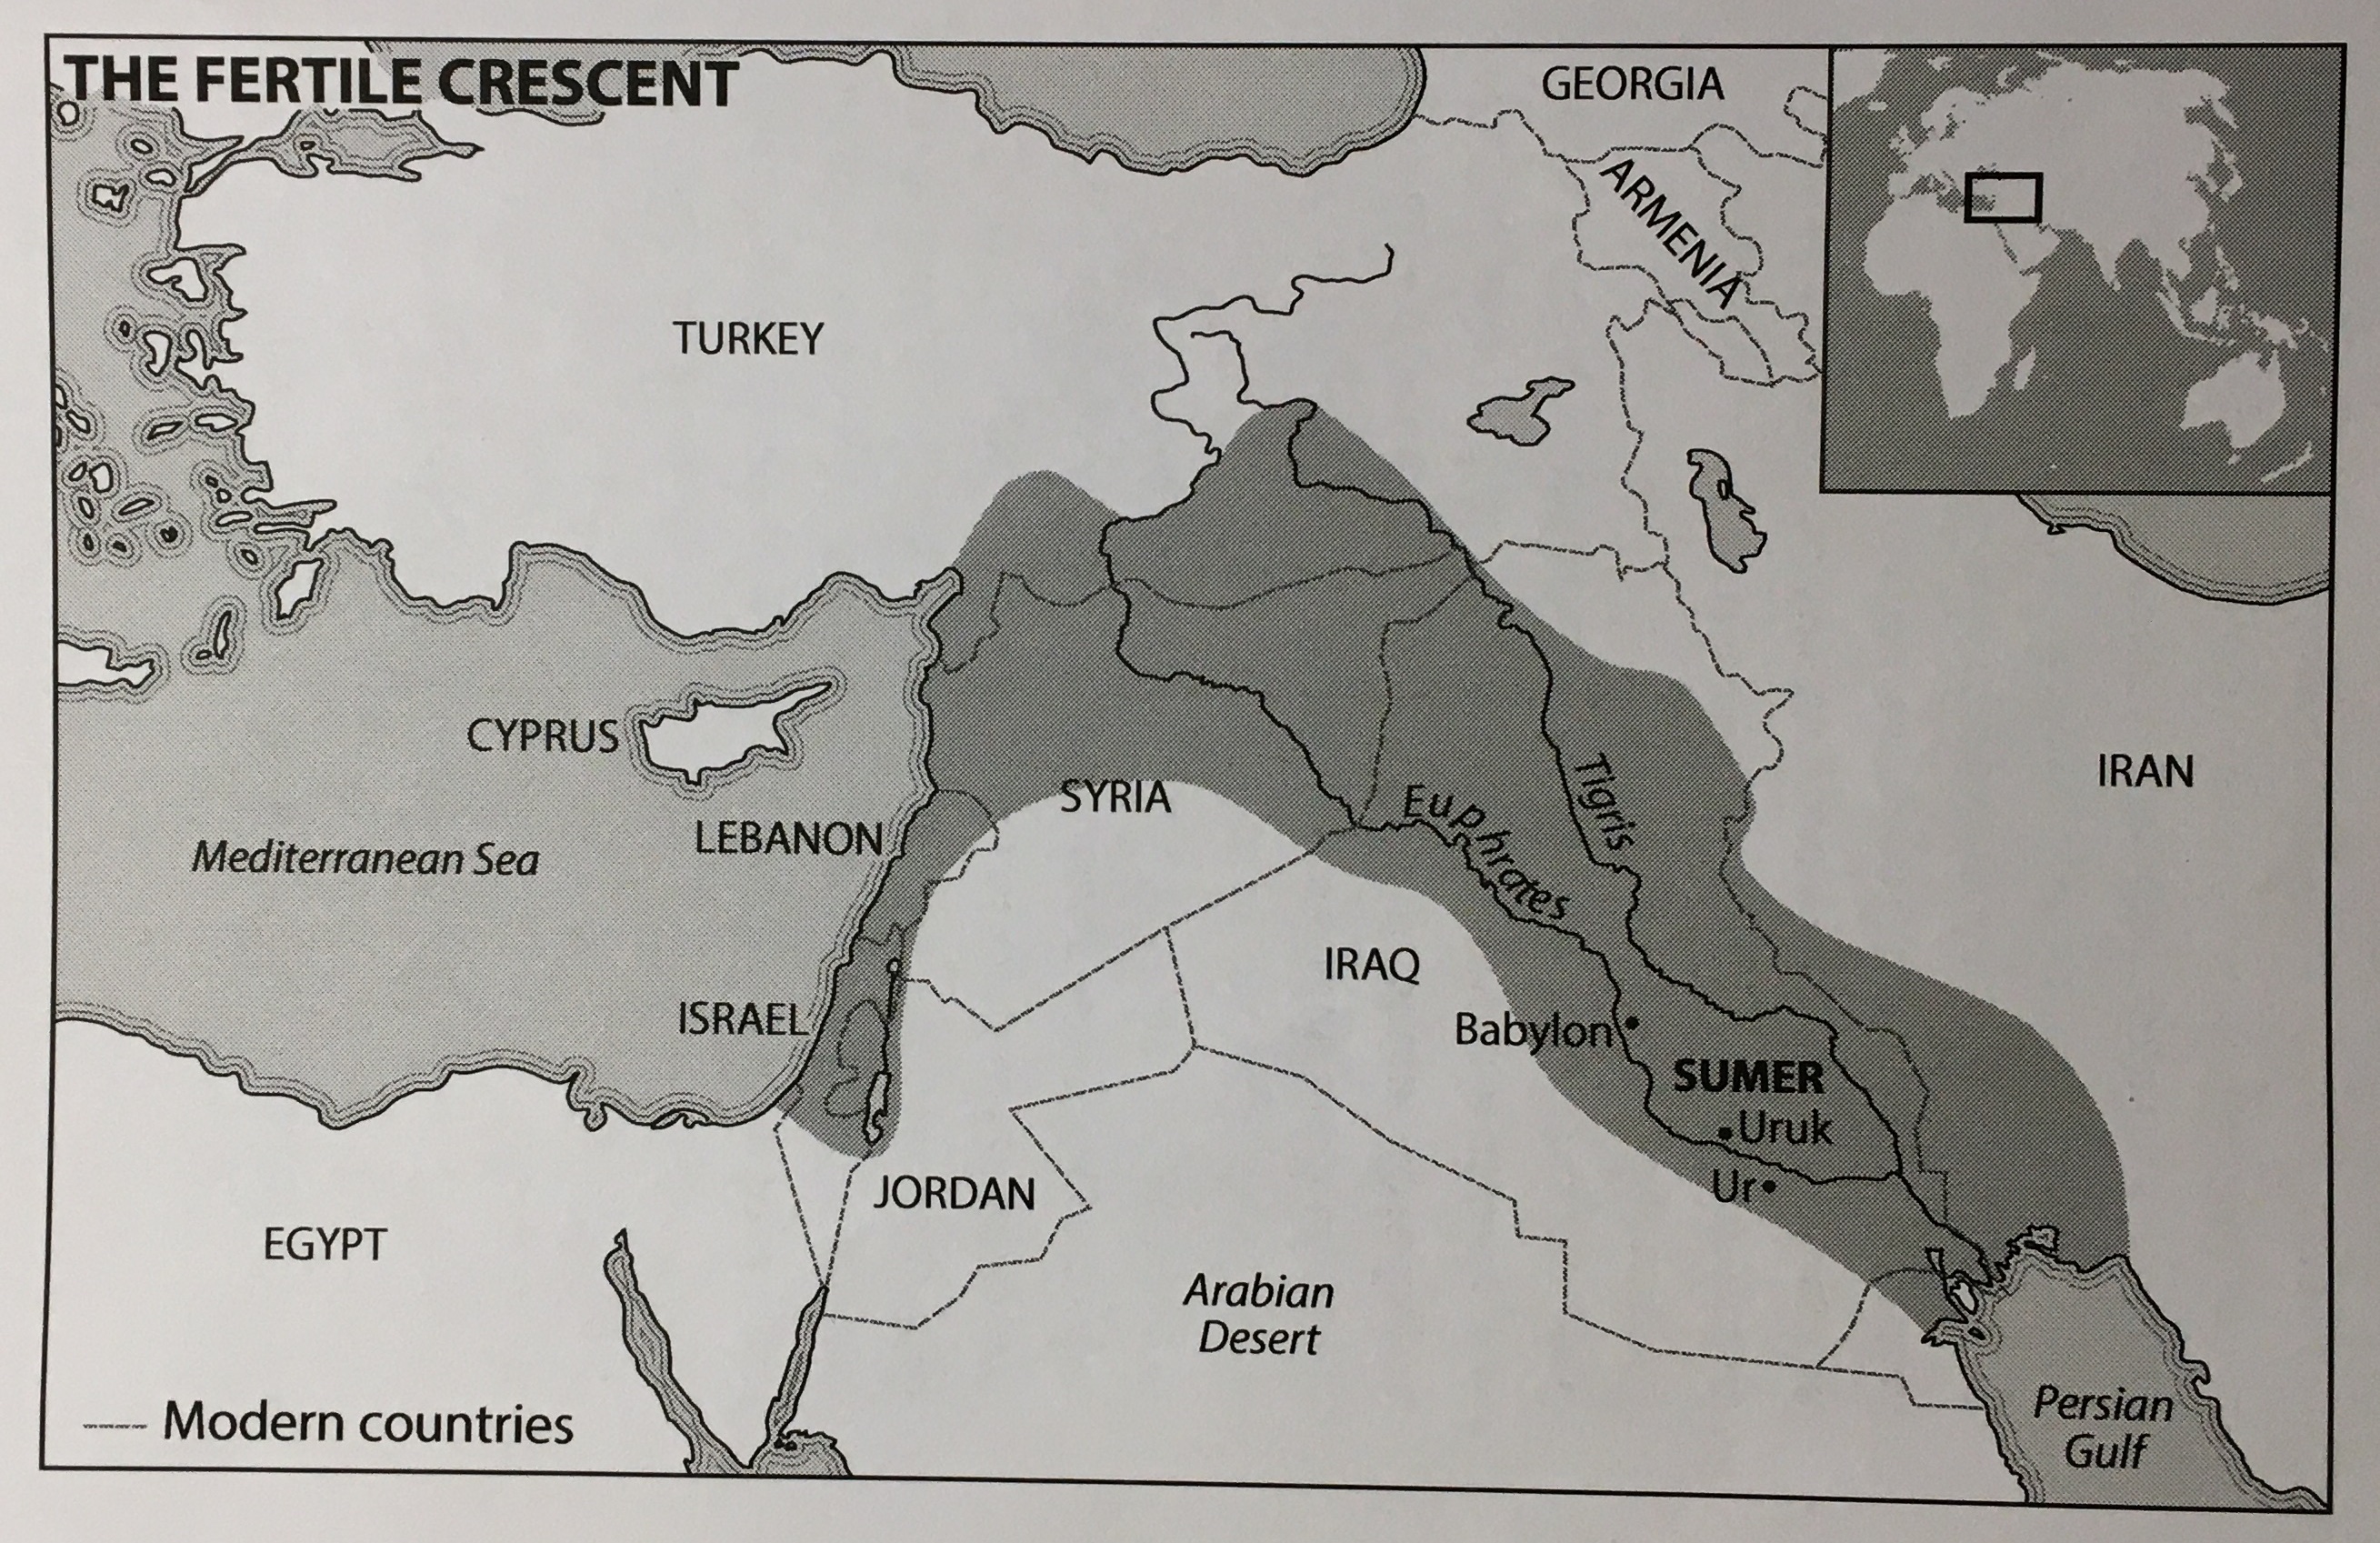 THE FERTILE CRESCENT
GEORGIA
ARMENIA
TURKEY
CYPRUS
SYRIA
IRAN
Tigris
Euphrates
LEBANON
Mediterranean Sea
IRAQ
ISRAEL
Babylon
SUMER
Uruk
Ur
JORDAN
EGYPT
Arabian
Desert
Persian
Gulf
Modern countries